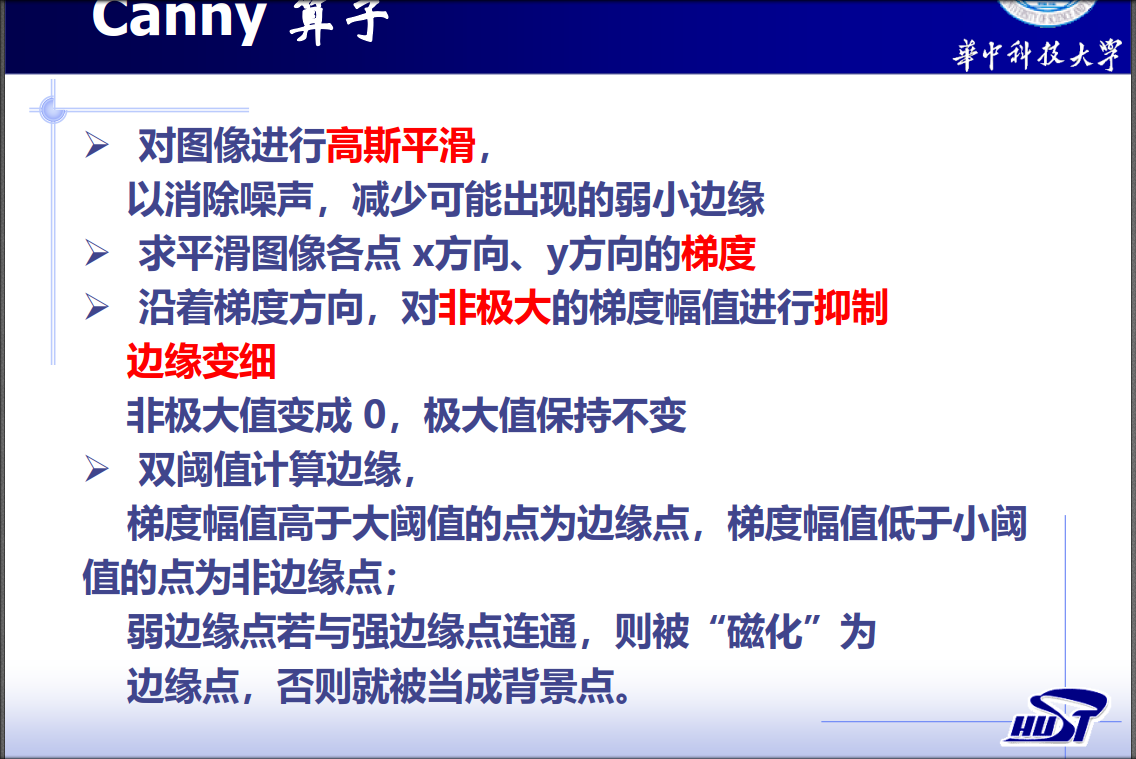 Canny 算子
UNIVERSITY OF SCIENCE AND
華中科技大学
➢ 对图像进行高斯平滑，
以消除噪声，减少可能出现的弱小边缘
➢ 求平滑图像各点 x方向、y方向的梯度
➢ 沿着梯度方向，对非极大的梯度幅值进行抑制
边缘变细
非极大值变成 0，极大值保持不变
➢ 双阈值计算边缘，
梯度幅值高于大阈值的点为边缘点，梯度幅值低于小阈
值的点为非边缘点；
弱边缘点若与强边缘点连通，则被“磁化”为
边缘点，否则就被当成背景点。
HUST